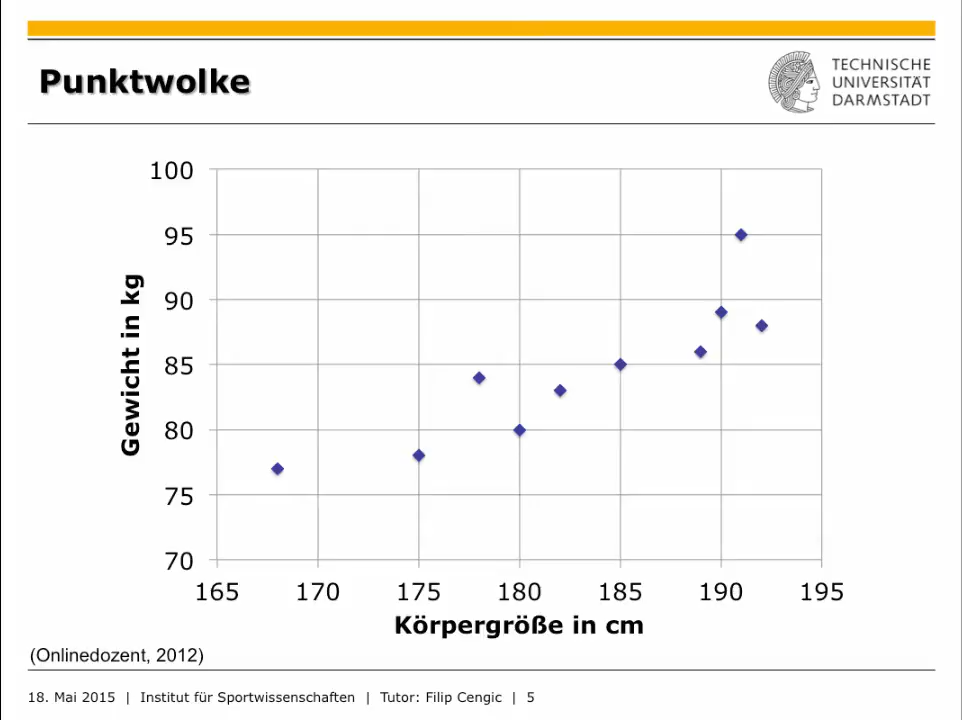 Punktwolke
TECHNISCHE
UNIVERSITÄT
DARMSTADT
100
95
90
85
80
75
70
Gewicht in kg
165 170 175 180 185 190 195
Körpergröße in cm
(Onlinedozent, 2012)
18. Mai 2015 | Institut für Sportwissenschaften | Tutor: Filip Cengic | 5